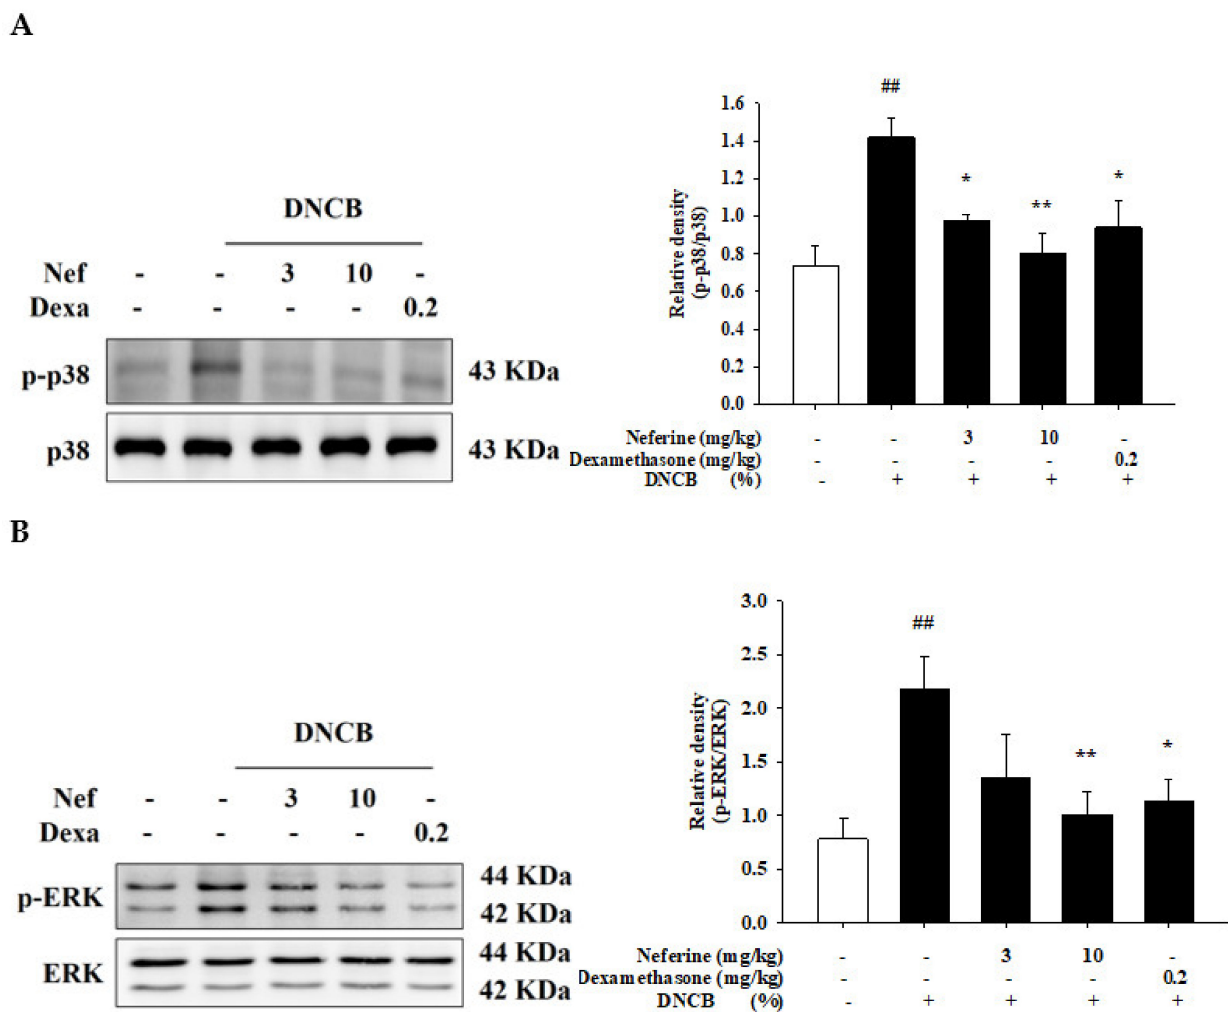 A
DNCB
Nef - - 3 10 -
Dexa - - - - 0.2
p-p38 43 KDa
p38 43 KDa
Relative density
(p-p38/p38)
1.6
1.4
1.2
1.0
0.8
0.6
0.4
0.2
0.0
##
*
**
*
Neferine (mg/kg) - - 3 10 -
Dexamethasone (mg/kg) - - - - 0.2
DNCB (%) - + + + +
B
DNCB
Nef - - 3 10 -
Dexa - - - - 0.2
p-ERK 44 KDa
42 KDa
ERK 44 KDa
42 KDa
Relative density
(p-ERK/ERK)
3.0
2.5
2.0
1.5
1.0
0.5
0.0
##
**
*
Neferine (mg/kg) - - 3 10 -
Dexamethasone (mg/kg) - - - - 0.2
DNCB (%) - + + + +